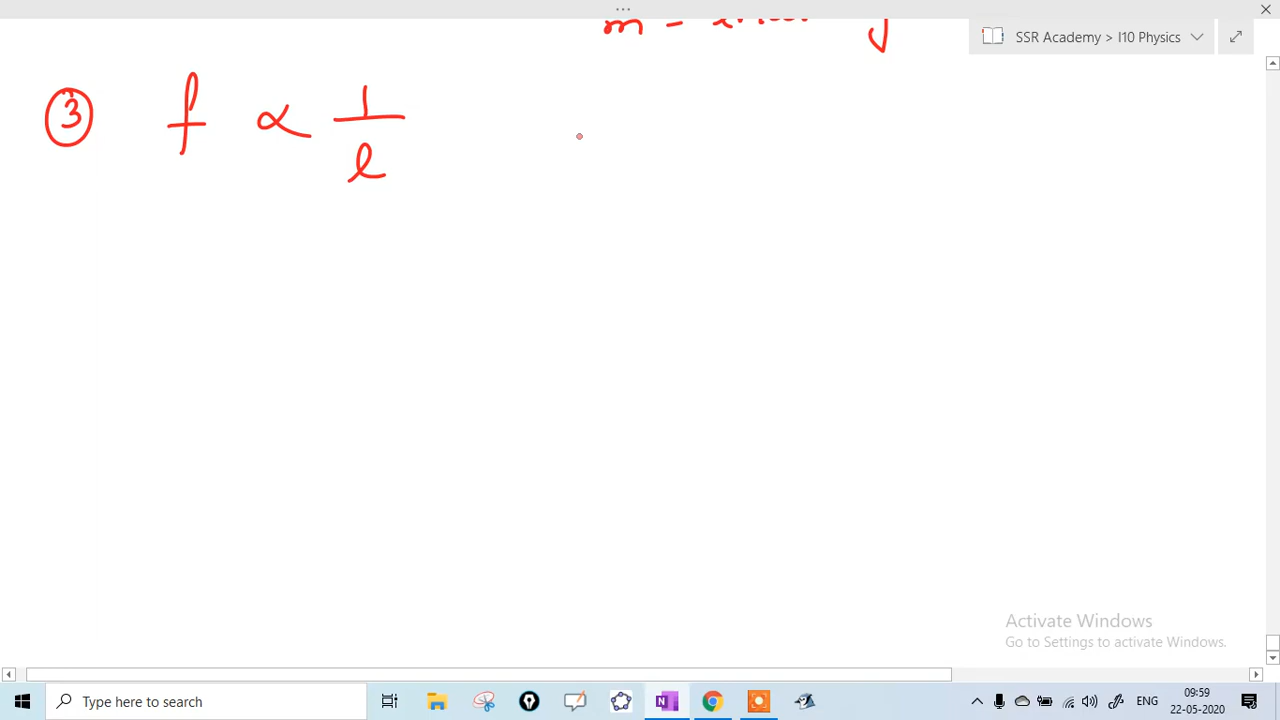 ...
m -
SSR Academy > I10 Physics
③ f ∝ 1/l
Activate Windows
Go to Settings to activate Windows.
Type here to search
N
ENG
09:59
22-05-2020